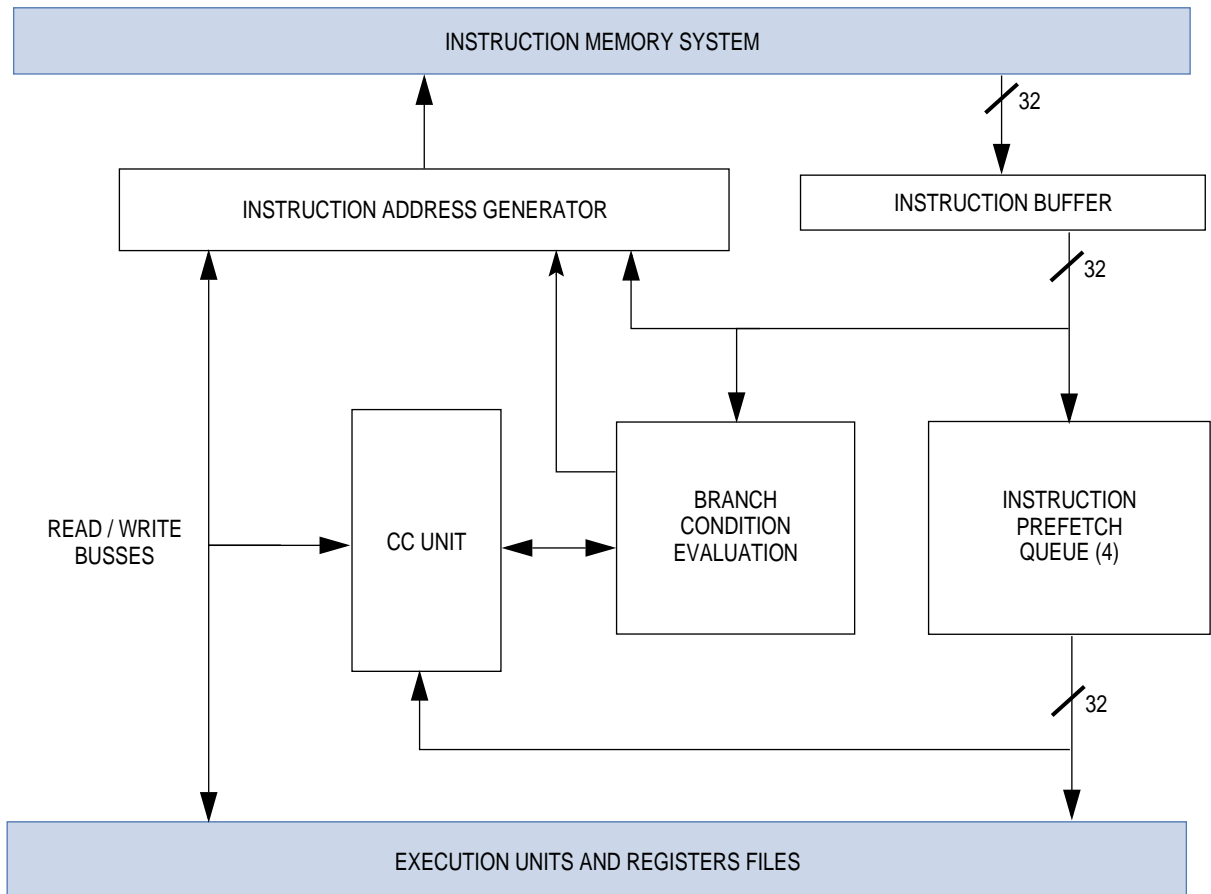 INSTRUCTION MEMORY SYSTEM
32
INSTRUCTION ADDRESS GENERATOR
INSTRUCTION BUFFER
32
READ / WRITE
BUSSES
CC UNIT
BRANCH
CONDITION
EVALUATION
INSTRUCTION
PREFETCH
QUEUE (4)
32
EXECUTION UNITS AND REGISTERS FILES